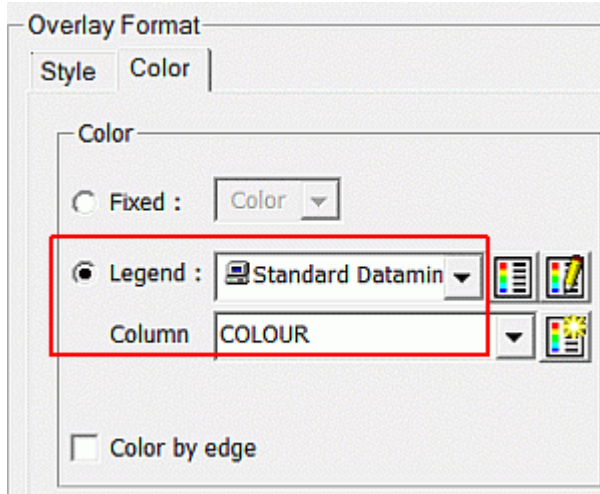 Overlay Format
Style Color
Color
Fixed : Color
Legend : Standard Datamin
Column COLOUR
Color by edge